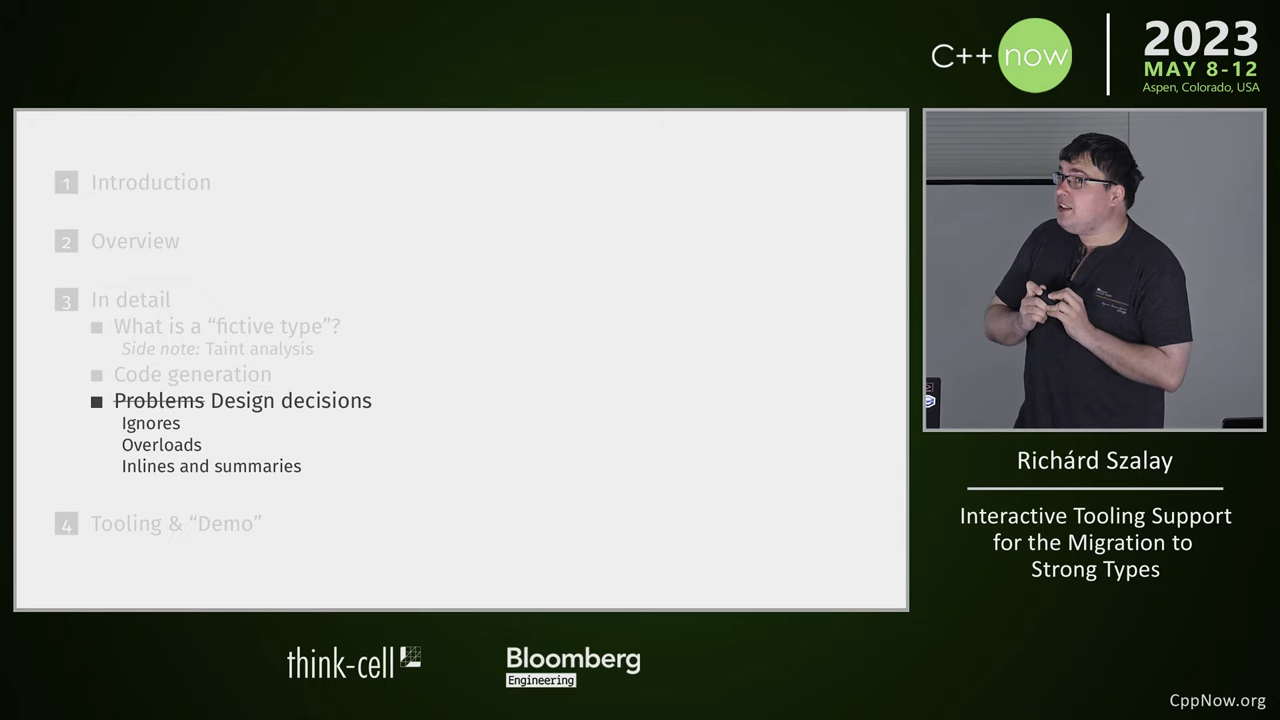 C++ now
2023
MAY 8-12
Aspen, Colorado, USA
1 Introduction
2 Overview
3 In detail
What is a “fictive type”?
Side note: Taint analysis
Code generation
Problems Design decisions
Ignores
Overloads
Inlines and summaries
4 Tooling & “Demo”
Richárd Szalay
Interactive Tooling Support
for the Migration to
Strong Types
think-cell
Bloomberg
Engineering
CppNow.org